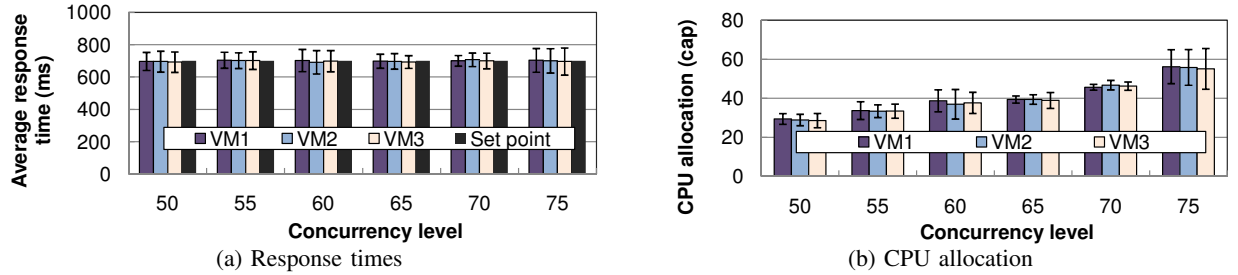 Average response
time (ms)
1000
800
600
400
200
0
VM1 VM2 VM3 Set point
50 55 60 65 70 75
Concurrency level
(a) Response times
CPU allocation (cap)
80
60
40
20
0
VM1 VM2 VM3
50 55 60 65 70 75
Concurrency level
(b) CPU allocation